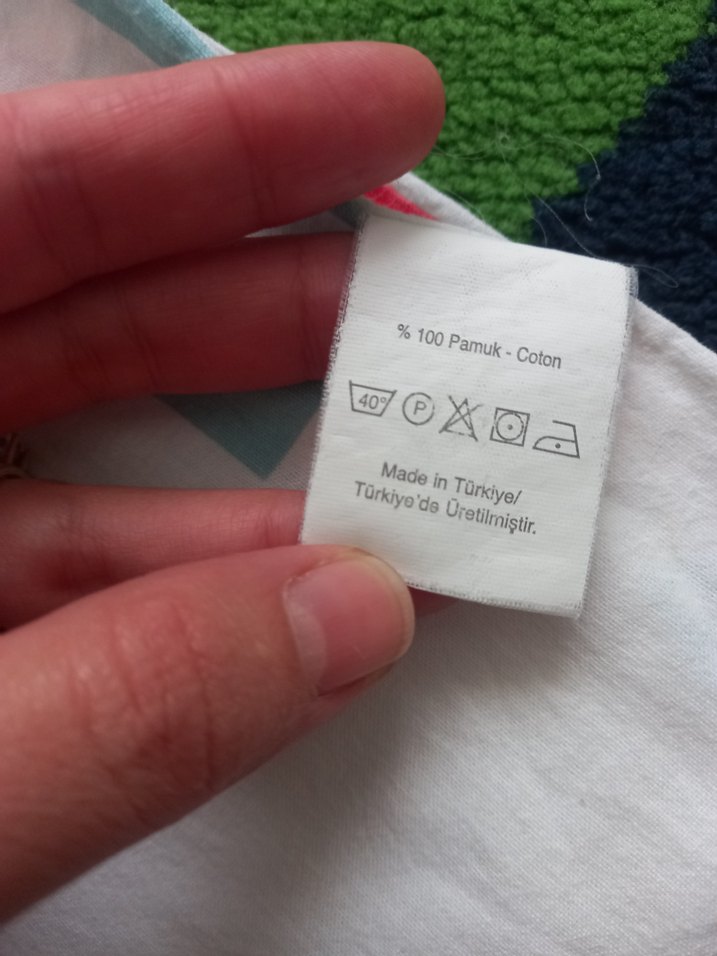 % 100 Pamuk - Coton
40° P
Made in Türkiye/
Türkiye'de Üretilmiştir.